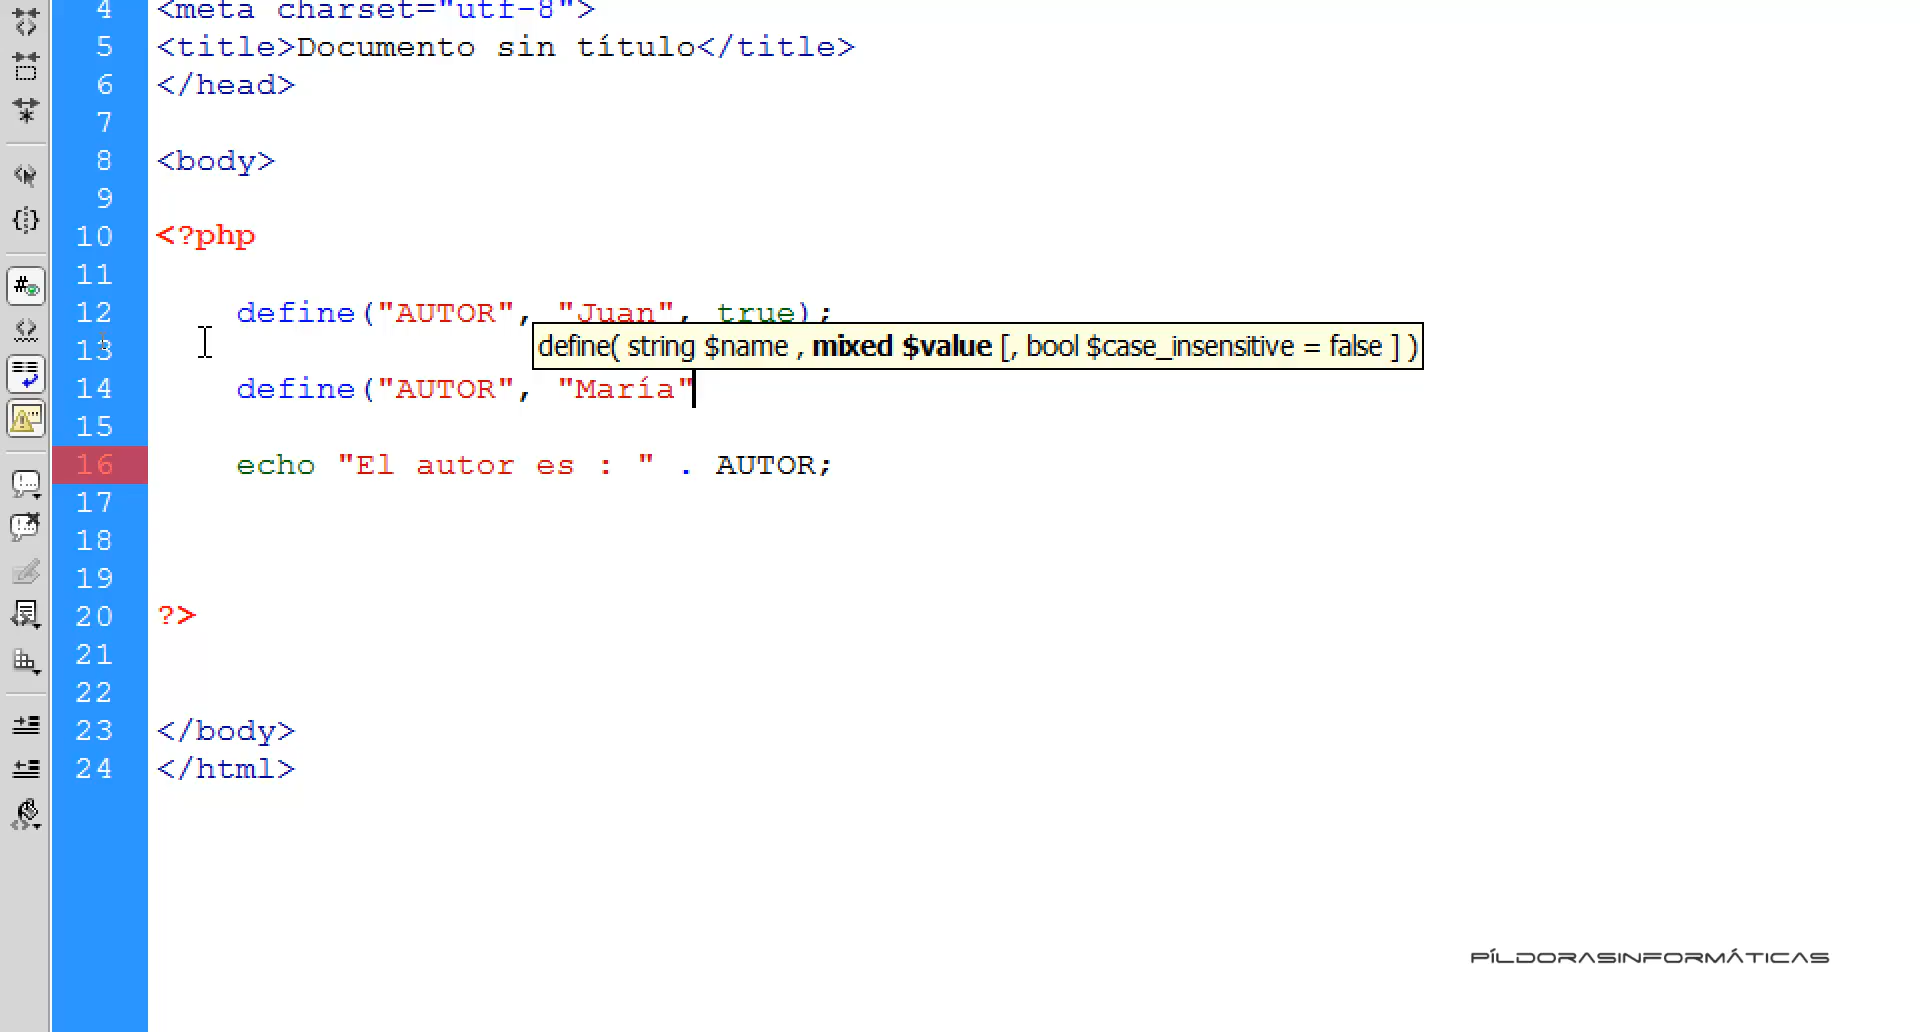 4 <meta charset="utf-8">
5 <title>Documento sin título</title>
6 </head>
7
8 <body>
9
10 <?php
11
12 define("AUTOR", "Juan", true);
13
define( string $name , mixed $value [, bool $case_insensitive = false ] )
14 define("AUTOR", "María"
15
16 echo "El autor es : " . AUTOR;
17
18
19
20 ?>
21
22
23 </body>
24 </html>
PÍLDORASINFORMÁTICAS